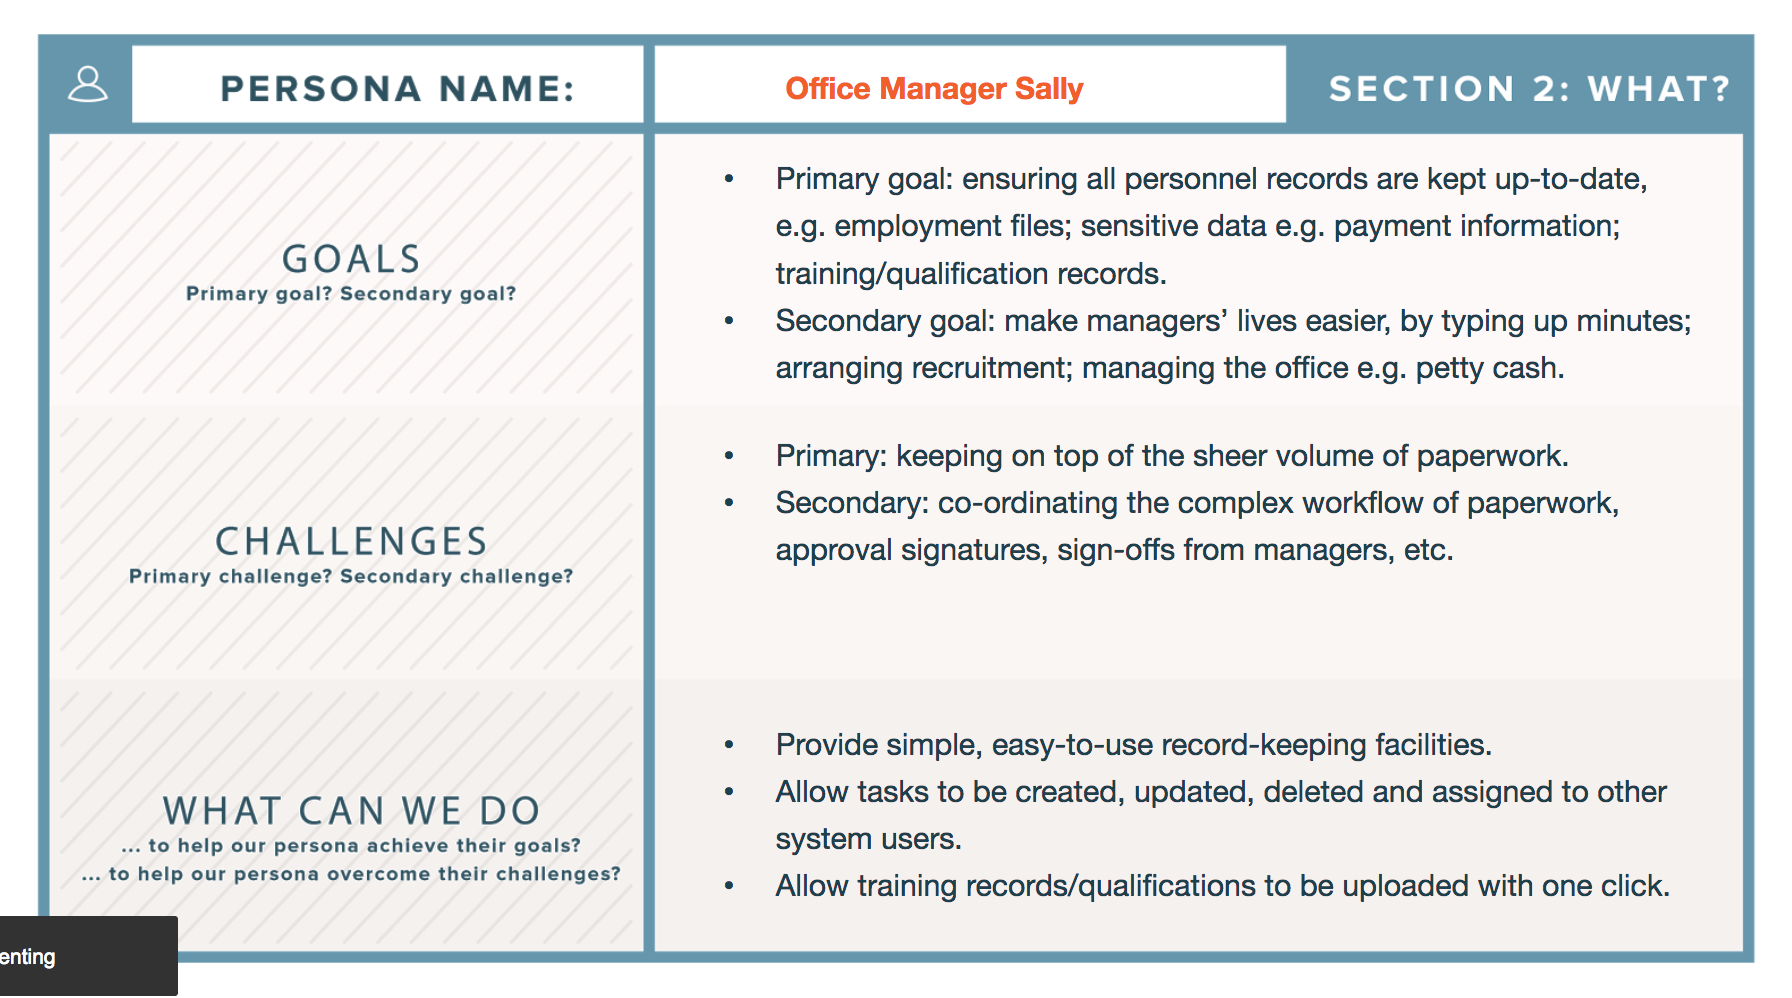 PERSONA NAME:
Office Manager Sally
SECTION 2: WHAT?
GOALS
Primary goal? Secondary goal?
• Primary goal: ensuring all personnel records are kept up-to-date,
e.g. employment files; sensitive data e.g. payment information;
training/qualification records.
• Secondary goal: make managers’ lives easier, by typing up minutes;
arranging recruitment; managing the office e.g. petty cash.
CHALLENGES
Primary challenge? Secondary challenge?
• Primary: keeping on top of the sheer volume of paperwork.
• Secondary: co-ordinating the complex workflow of paperwork,
approval signatures, sign-offs from managers, etc.
WHAT CAN WE DO
... to help our persona achieve their goals?
... to help our persona overcome their challenges?
• Provide simple, easy-to-use record-keeping facilities.
• Allow tasks to be created, updated, deleted and assigned to other
system users.
• Allow training records/qualifications to be uploaded with one click.
enting